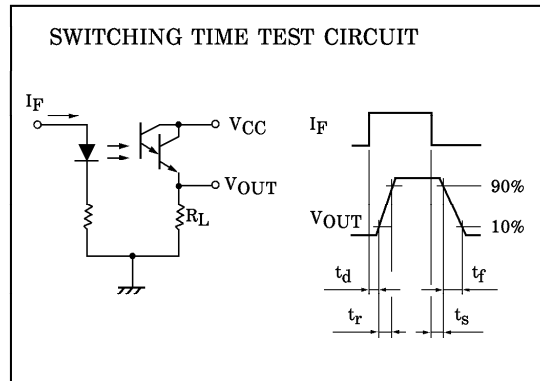 SWITCHING TIME TEST CIRCUIT
IF
VCC
VOUT
RL
IF
VOUT
90%
10%
td
tf
tr
ts